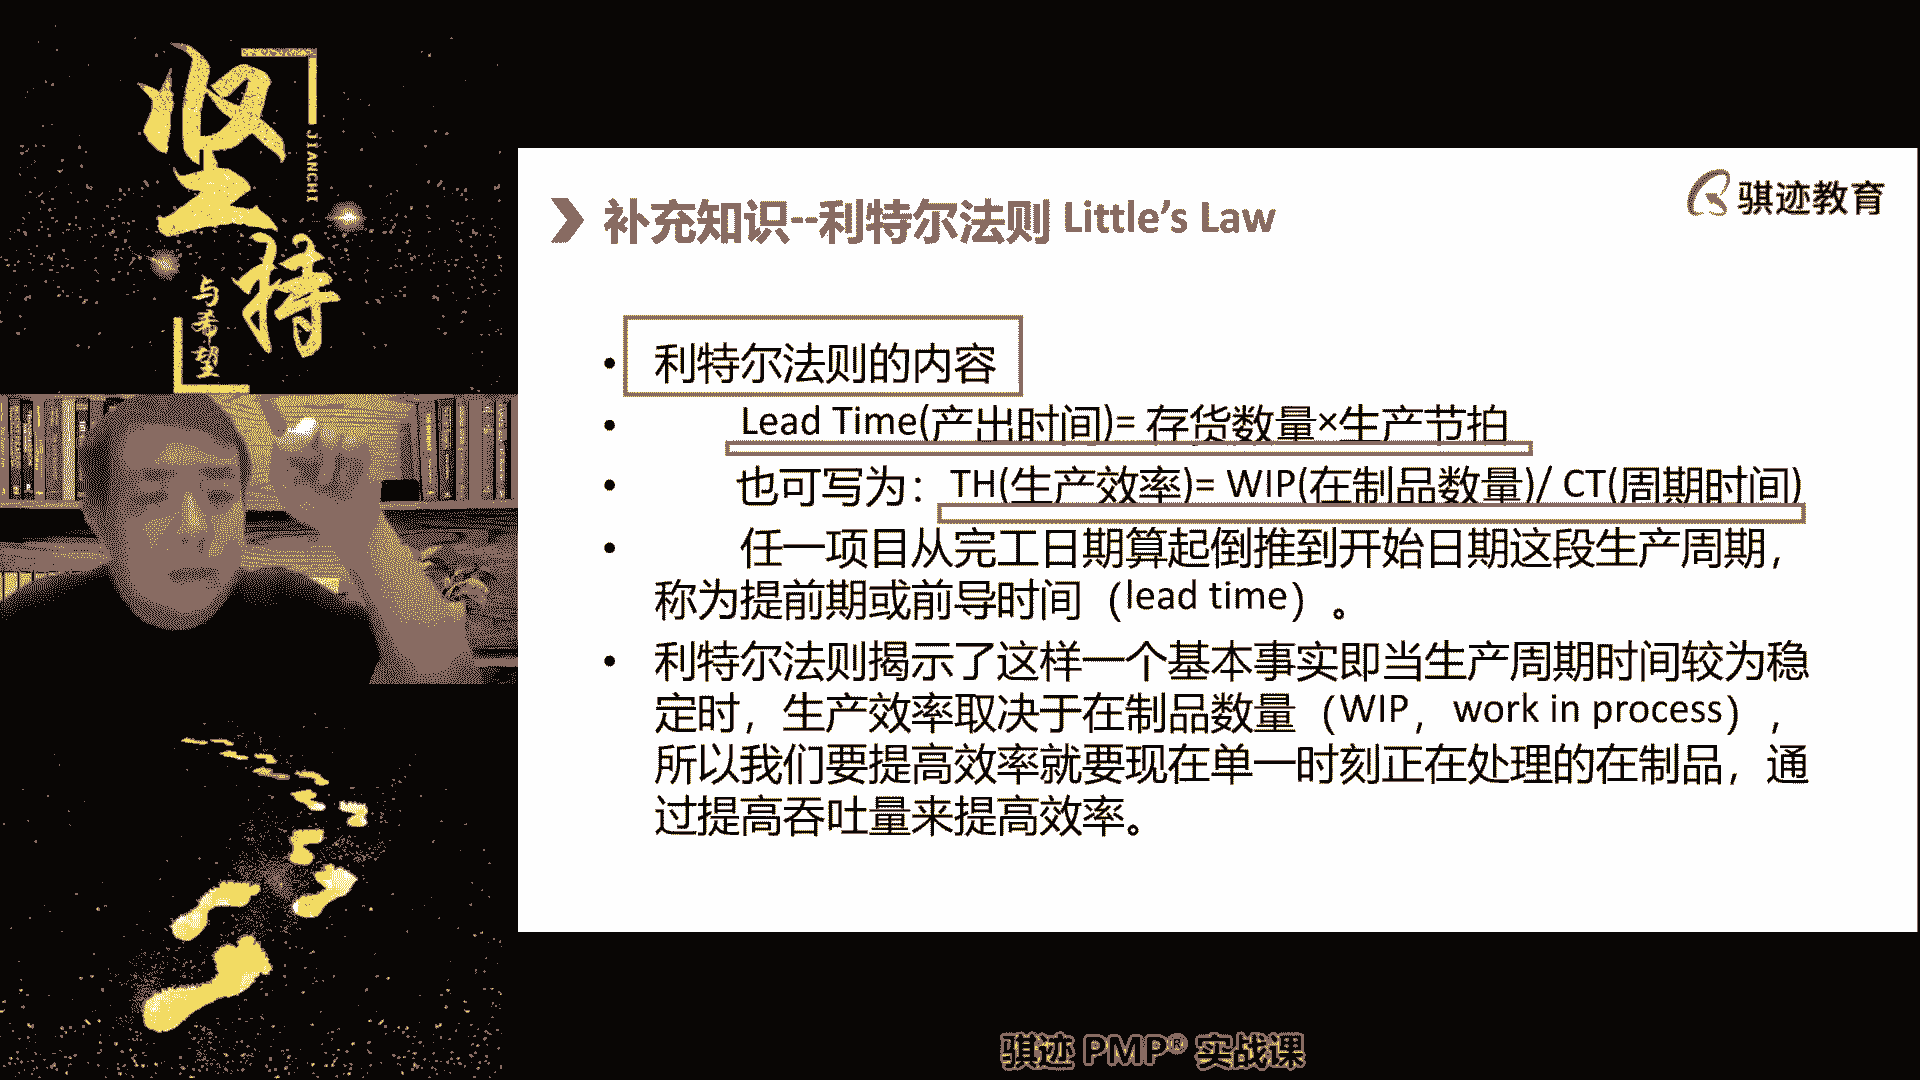 坚持
JIANCHI
与希望
骐迹教育
补充知识--利特尔法则 Little's Law
• 利特尔法则的内容
• Lead Time(产出时间)= 存货数量×生产节拍
• 也可写为：TH(生产效率)= WIP(在制品数量)/ CT(周期时间)
• 任一项目从完工日期算起倒推到开始日期这段生产周期，
称为提前期或前导时间（lead time）。
• 利特尔法则揭示了这样一个基本事实即当生产周期时间较为稳
定时，生产效率取决于在制品数量（WIP，work in process），
所以我们要提高效率就要现在单一时刻正在处理的在制品，通
过提高吞吐量来提高效率。
骐迹 PMP® 实战课